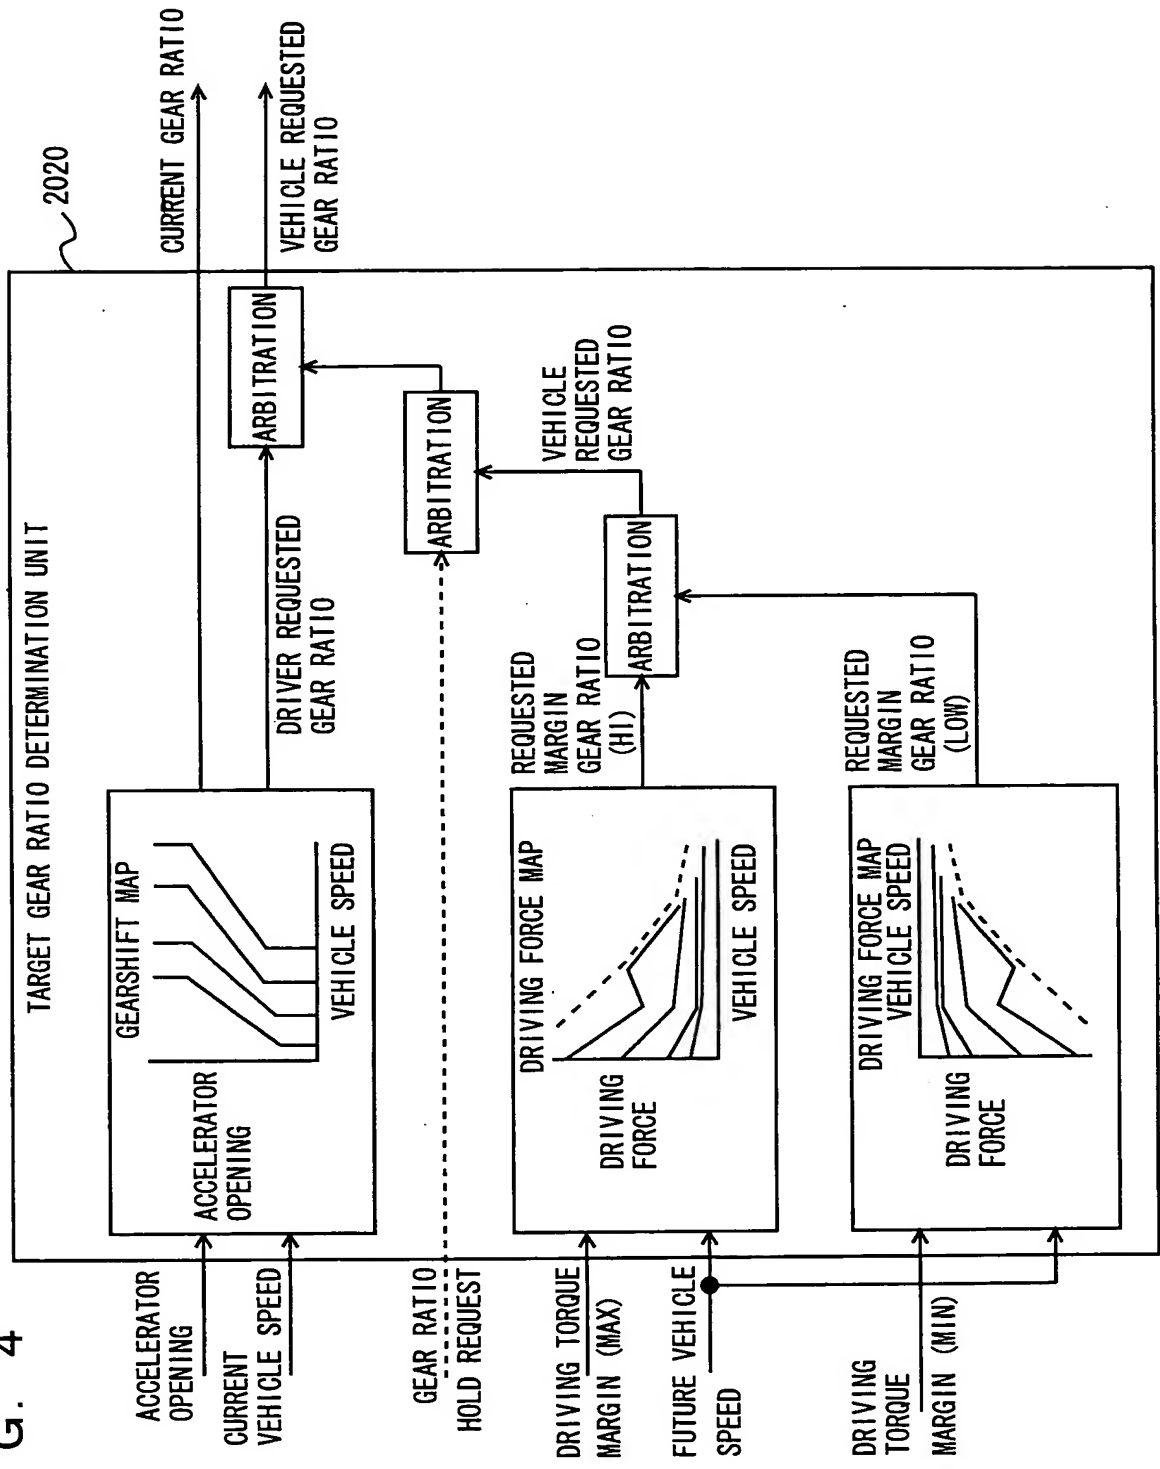 G. 4
TARGET GEAR RATIO DETERMINATION UNIT
2020
ACCELERATOR
OPENING
CURRENT
VEHICLE SPEED
GEARSHIFT MAP
ACCELERATOR
OPENING
VEHICLE SPEED
CURRENT GEAR RATIO
DRIVER REQUESTED
GEAR RATIO
ARBITRATION
VEHICLE REQUESTED
GEAR RATIO
GEAR RATIO
HOLD REQUEST
ARBITRATION
VEHICLE
REQUESTED
GEAR RATIO
DRIVING TORQUE
MARGIN (MAX)
FUTURE VEHICLE
SPEED
DRIVING FORCE MAP
DRIVING
FORCE
VEHICLE SPEED
REQUESTED
MARGIN
GEAR RATIO
(HI)
ARBITRATION
DRIVING
TORQUE
MARGIN (MIN)
DRIVING FORCE MAP
VEHICLE SPEED
DRIVING
FORCE
REQUESTED
MARGIN
GEAR RATIO
(LOW)